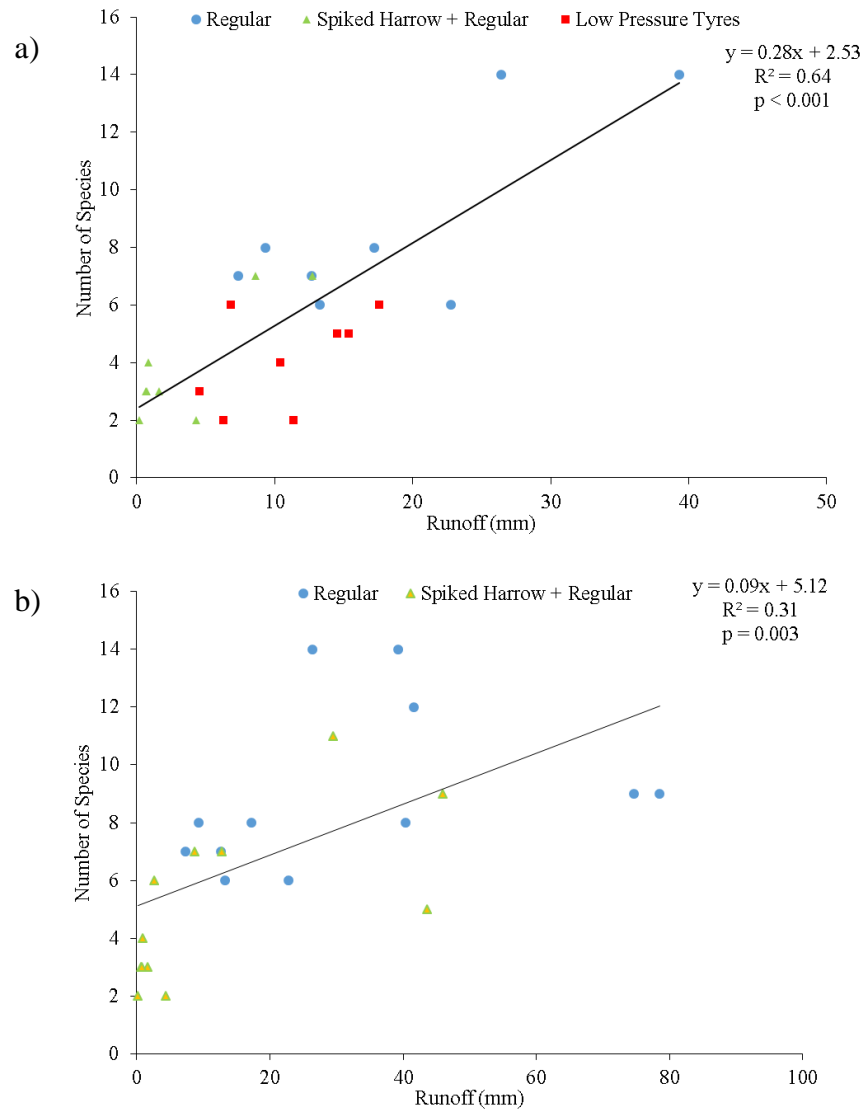 a)
Regular Spiked Harrow + Regular Low Pressure Tyres
y = 0.28x + 2.53
R² = 0.64
p < 0.001
Number of Species
16
14
12
10
8
6
4
2
0
0 10 20 30 40 50
Runoff (mm)
b)
Regular Spiked Harrow + Regular
y = 0.09x + 5.12
R² = 0.31
p = 0.003
Number of Species
16
14
12
10
8
6
4
2
0
0 20 40 60 80 100
Runoff (mm)